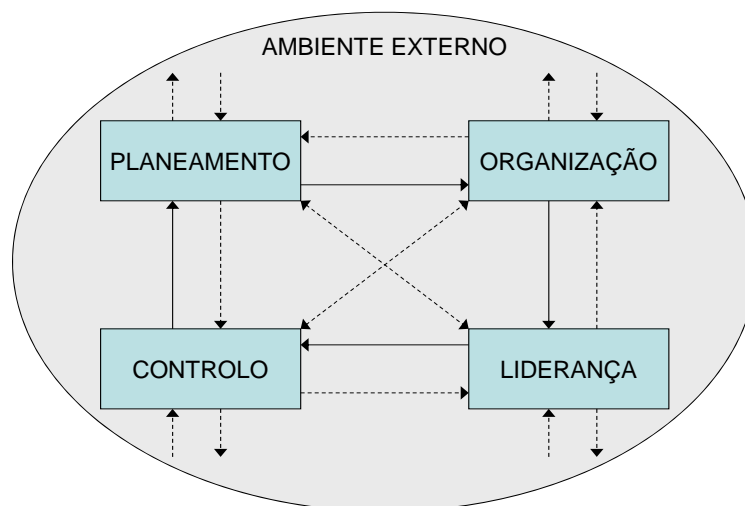 AMBIENTE EXTERNO
PLANEAMENTO
ORGANIZAÇÃO
CONTROLO
LIDERANÇA